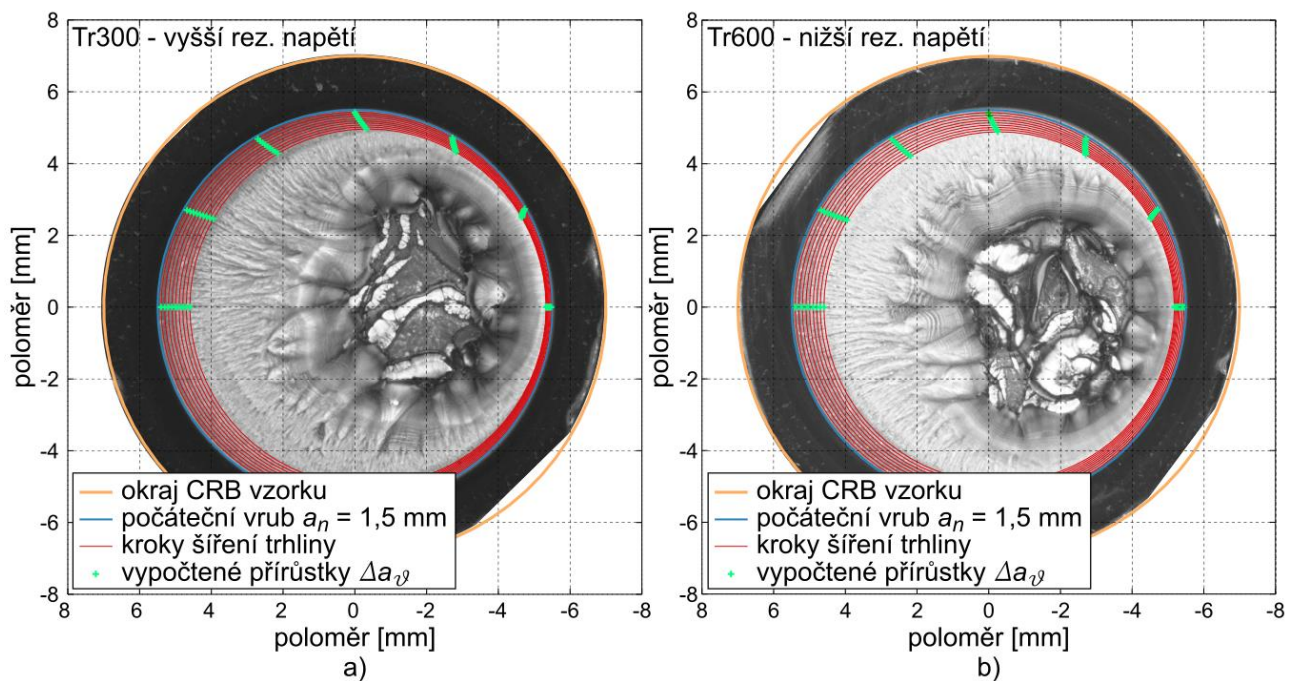 Tr300 - vyšší rez. napětí
8
6
4
2
0
-2
-4
-6
-8
poloměr [mm]
okraj CRB vzorku
počáteční vrub aₙ = 1,5 mm
kroky šíření trhliny
vypočtené přírůstky Δa_ϑ
8 6 4 2 0 -2 -4 -6 -8
poloměr [mm]
a)
Tr600 - nižší rez. napětí
8
6
4
2
0
-2
-4
-6
-8
poloměr [mm]
okraj CRB vzorku
počáteční vrub aₙ = 1,5 mm
kroky šíření trhliny
vypočtené přírůstky Δa_ϑ
8 6 4 2 0 -2 -4 -6 -8
poloměr [mm]
b)